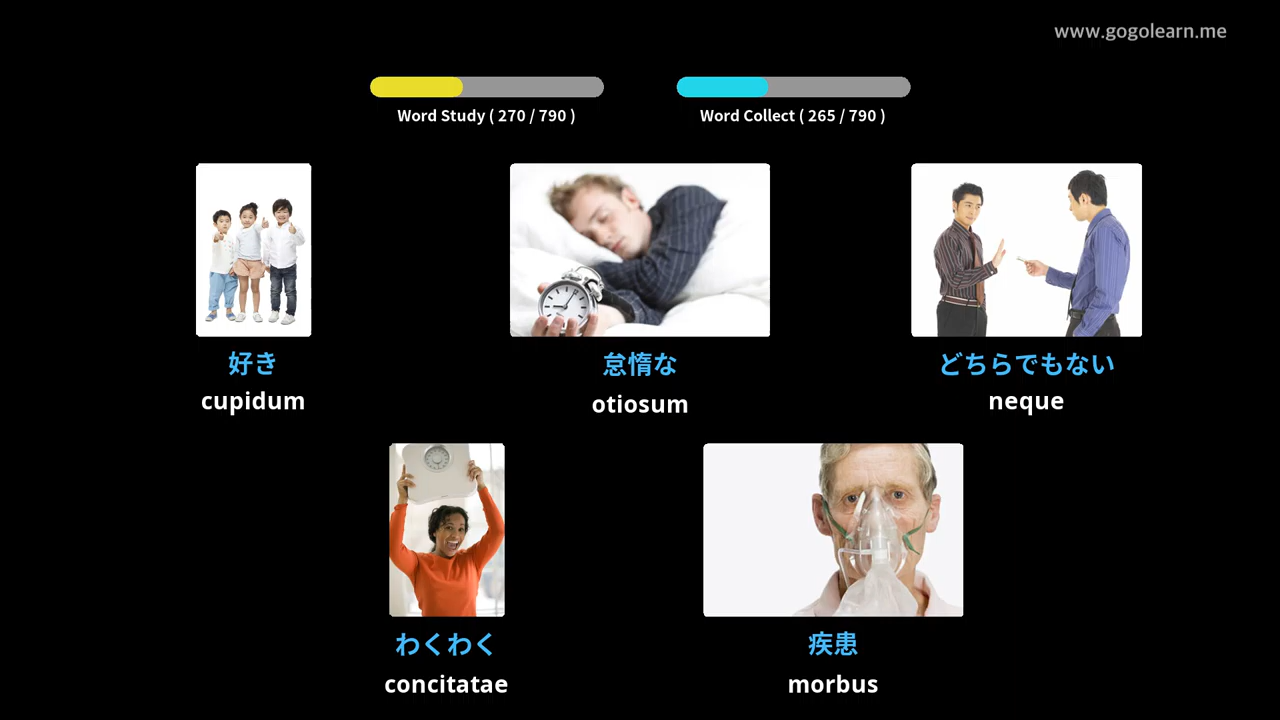 www.gogolearn.me
Word Study ( 270 / 790 )
Word Collect ( 265 / 790 )
好き
cupidum
怠惰な
otiosum
どちらでもない
neque
わくわく
concitatae
疾患
morbus